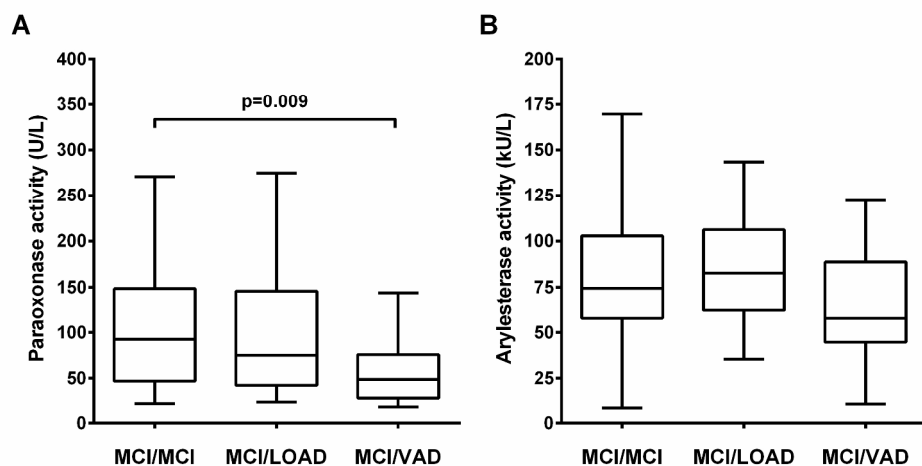 A
Paraoxonase activity (U/L)
400
350
300
250
200
150
100
50
0
p=0.009
MCI/MCI MCI/LOAD MCI/VAD
B
Arylesterase activity (kU/L)
200
175
150
125
100
75
50
25
0
MCI/MCI MCI/LOAD MCI/VAD